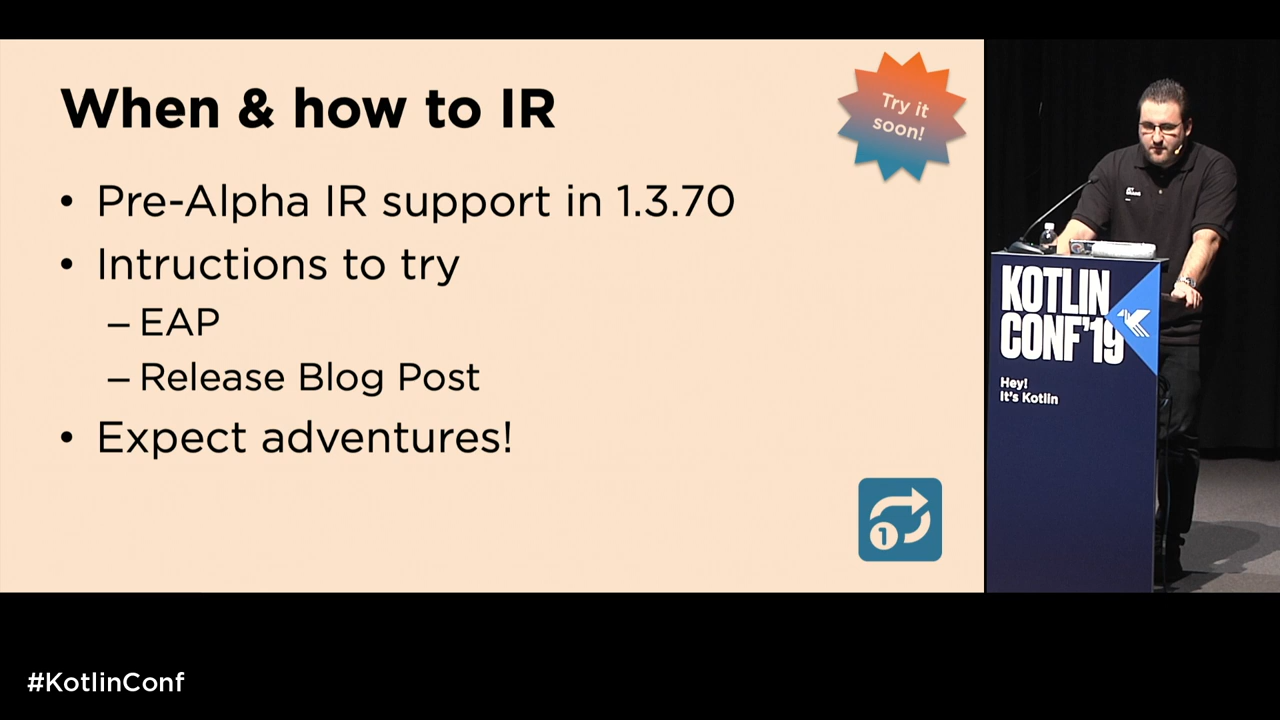 When & how to IR
Try it
soon!
• Pre-Alpha IR support in 1.3.70
• Intructions to try
– EAP
– Release Blog Post
• Expect adventures!
1
KOTLIN
CONF'19
Hey!
It's Kotlin
#KotlinConf